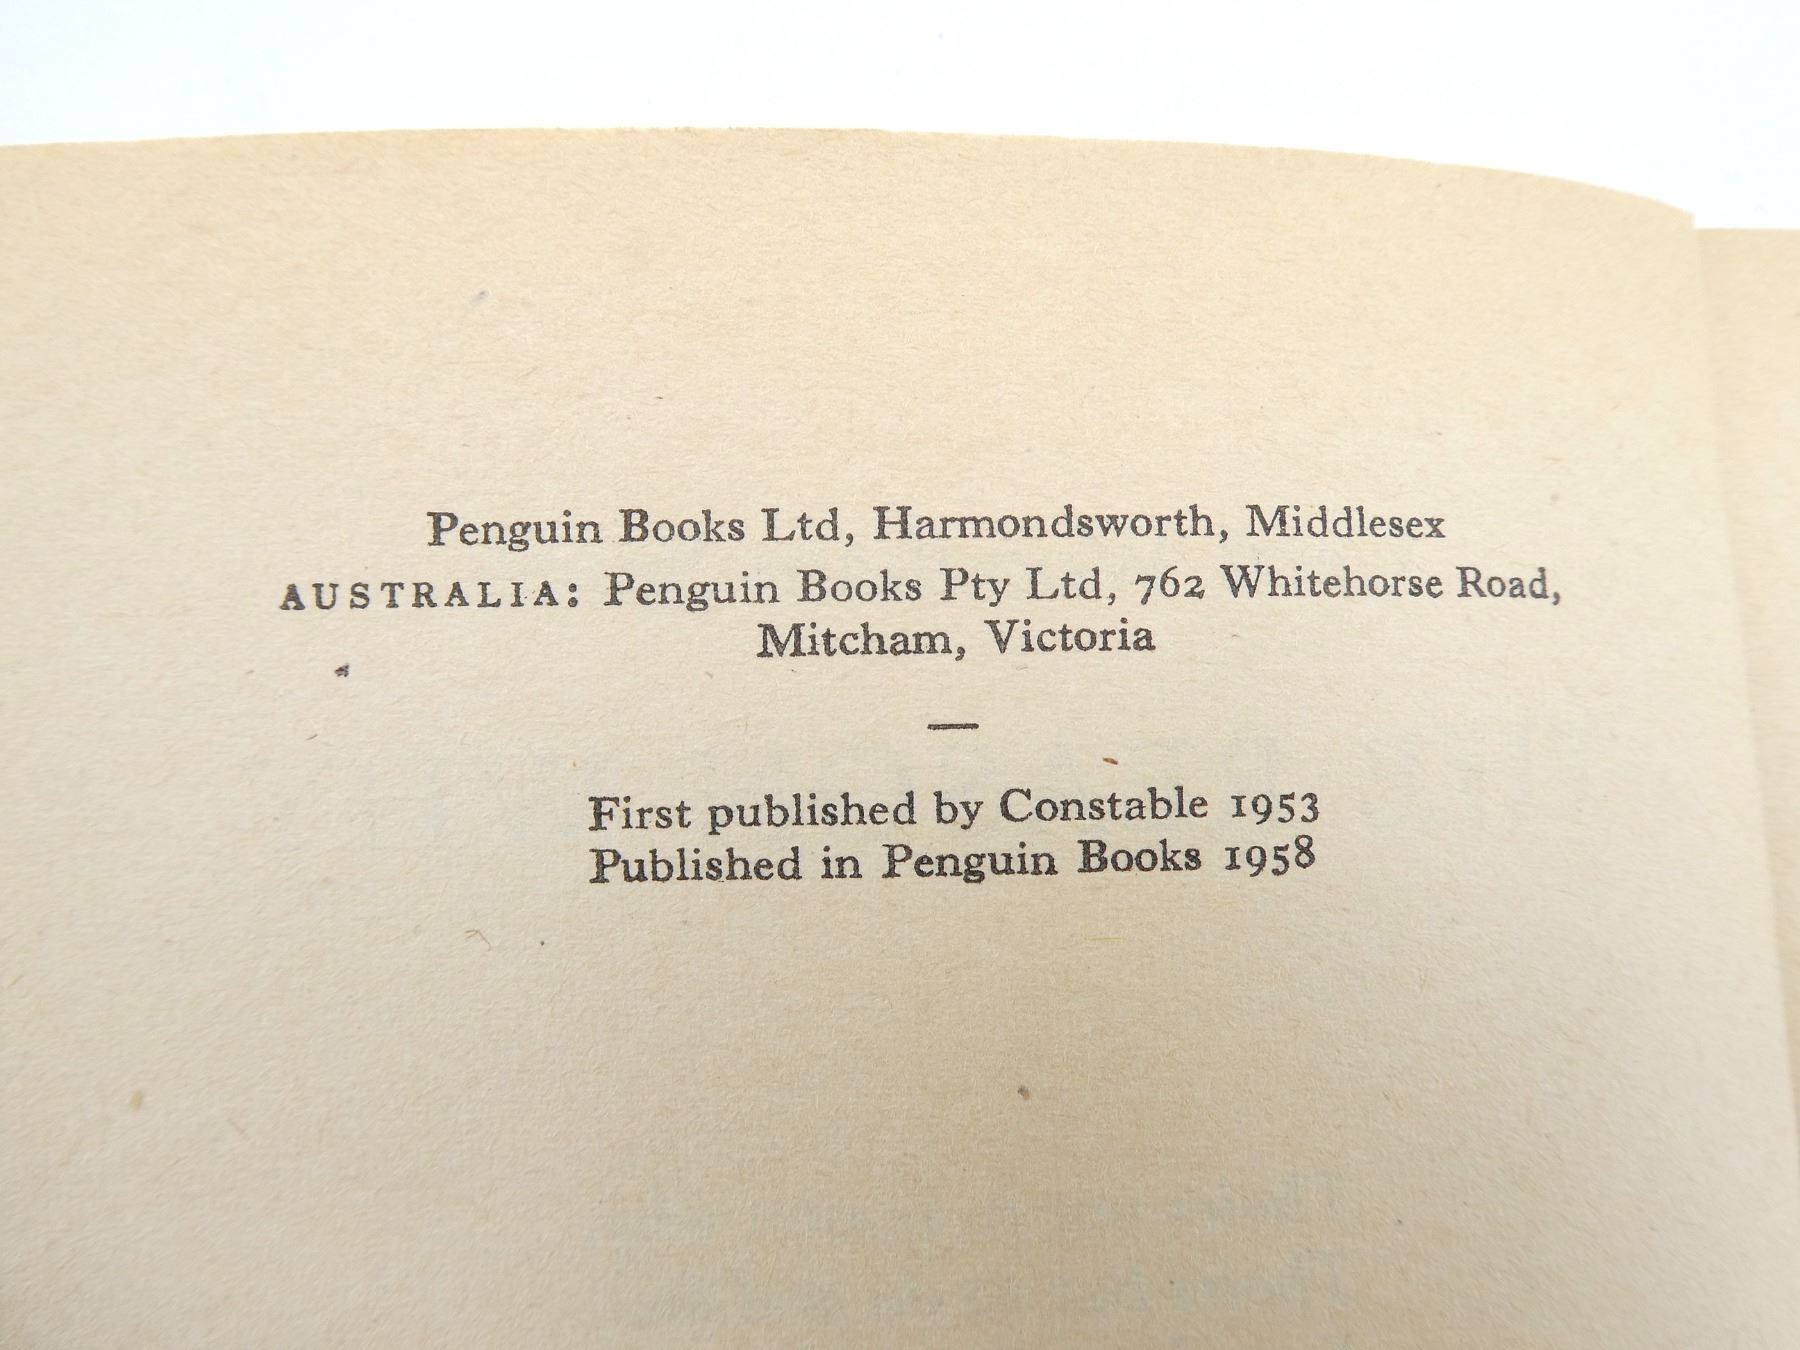 Penguin Books Ltd, Harmondsworth, Middlesex
AUSTRALIA: Penguin Books Pty Ltd, 762 Whitehorse Road,
Mitcham, Victoria
—
First published by Constable 1953
Published in Penguin Books 1958